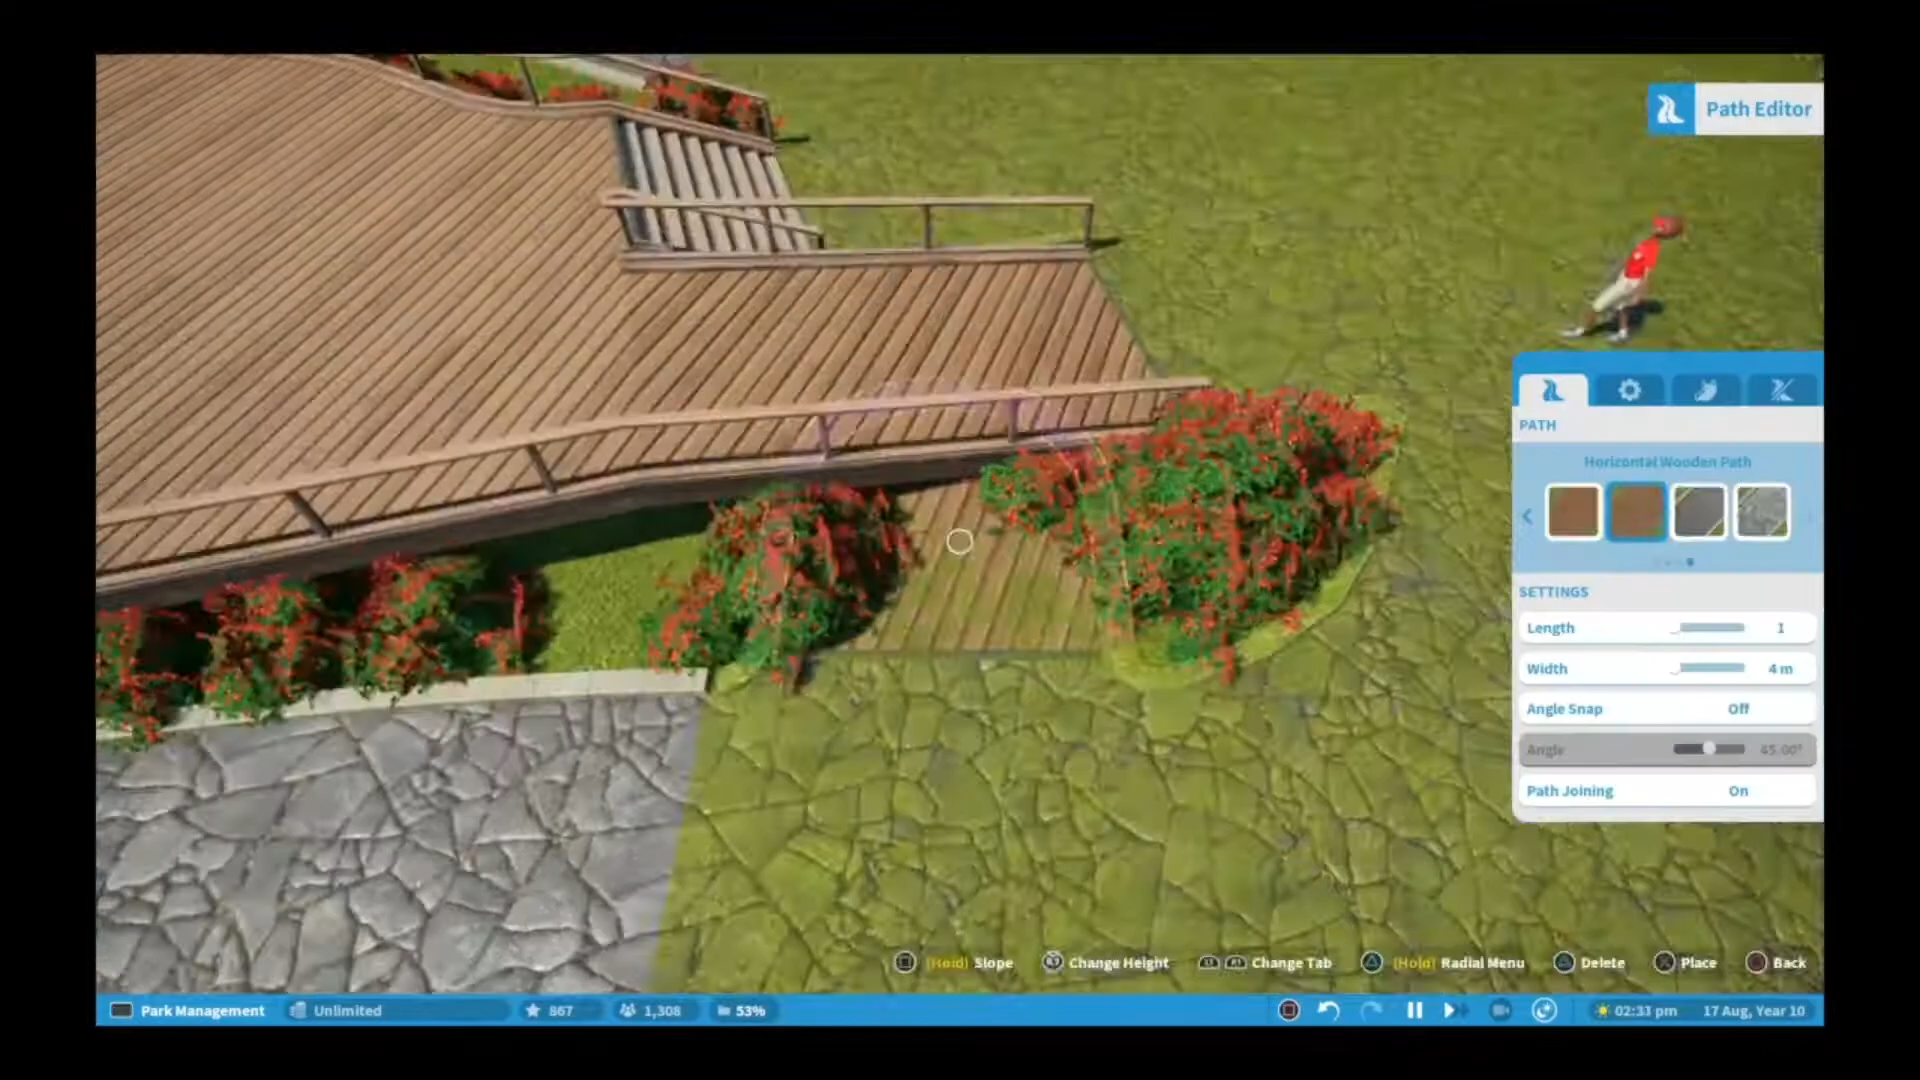 Path Editor
PATH
Horizontal Wooden Path
SETTINGS
Length 1
Width 4 m
Angle Snap Off
Angle 45.00°
Path Joining On
(Hold) Slope Change Height Change Tab (Hold) Radial Menu Delete Place Back
Park Management Unlimited 867 1,308 53% 02:33 pm 17 Aug, Year 10